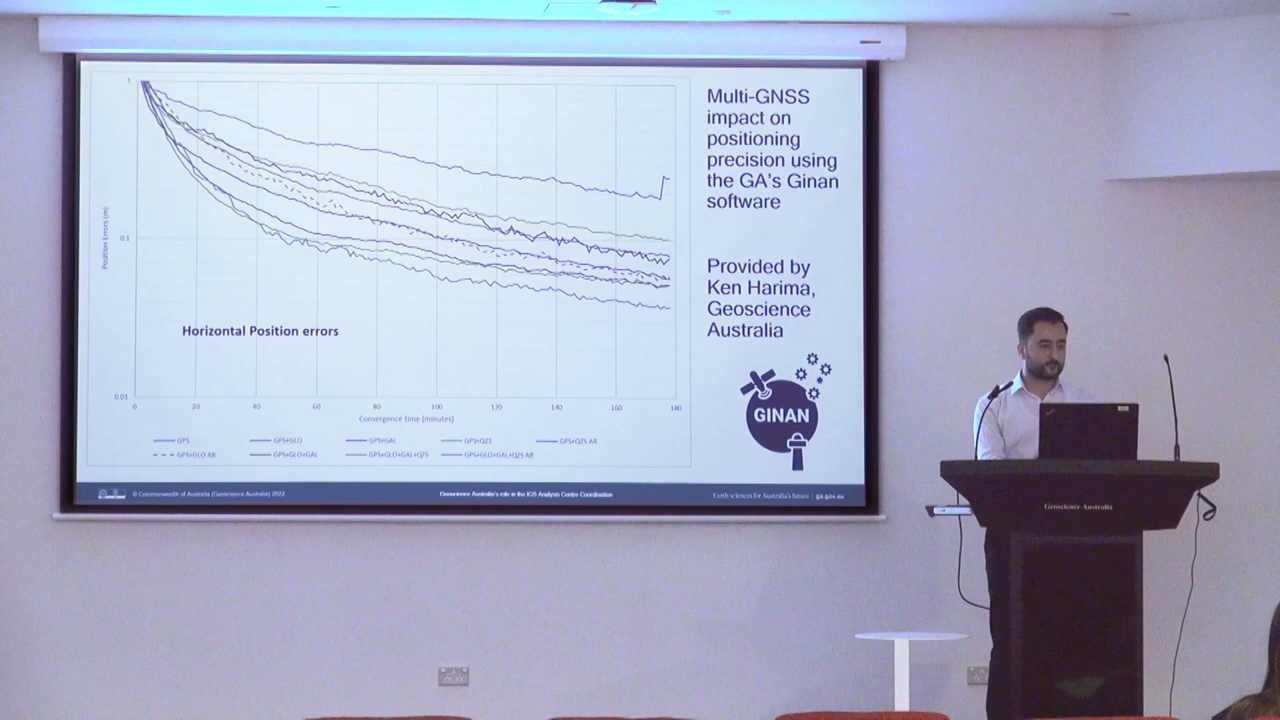 Multi-GNSS
impact on
positioning
precision using
the GA's Ginan
software
Provided by
Ken Harima,
Geoscience
Australia
GINAN
1
0.1
0.01
Position Errors (m)
Horizontal Position errors
0 20 40 60 80 100 120 140 160 180
Convergence time (minutes)
GPS GPS+GLO GPS+GAL GPS+QZS GPS+QZS AR
GPS+GLO AR GPS+GLO+GAL GPS+GLO+GAL+QZS GPS+GLO+GAL+QZS AR
© Commonwealth of Australia (Geoscience Australia) 2022
Geoscience Australia's role in the IGS Analysis Centre Coordination
Earth sciences for Australia's future | ga.gov.au
Geoscience Australia